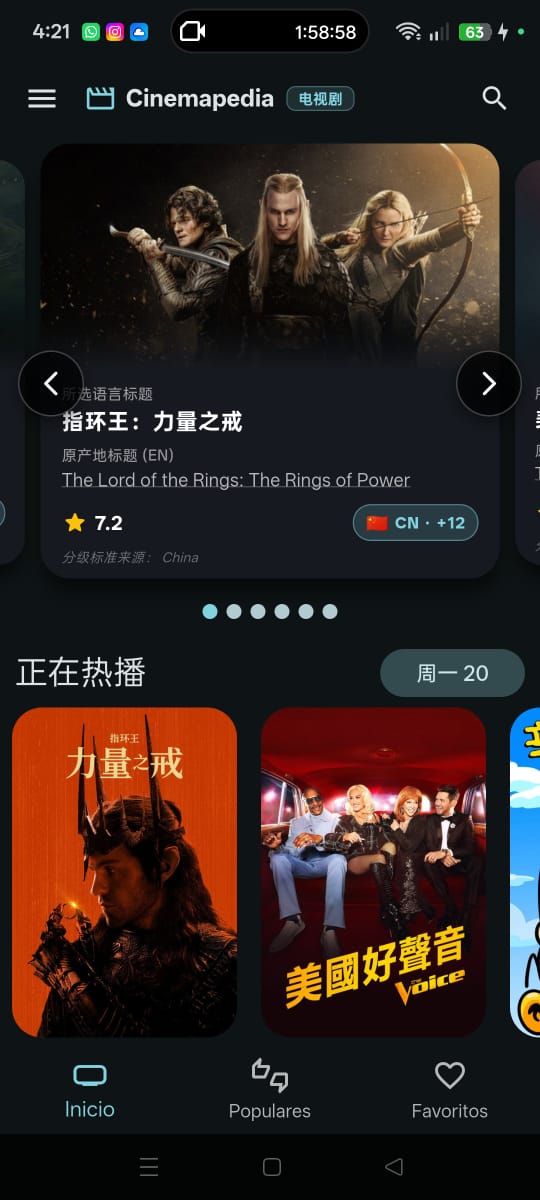 4:21
1:58:58
63
Cinemapedia
电视剧
所选语言标题
指环王：力量之戒
原产地标题 (EN)
The Lord of the Rings: The Rings of Power
7.2
CN · +12
分级标准来源： China
正在热播
周一 20
指环王
力量之戒
美國好聲音
Voice
Inicio
Populares
Favoritos